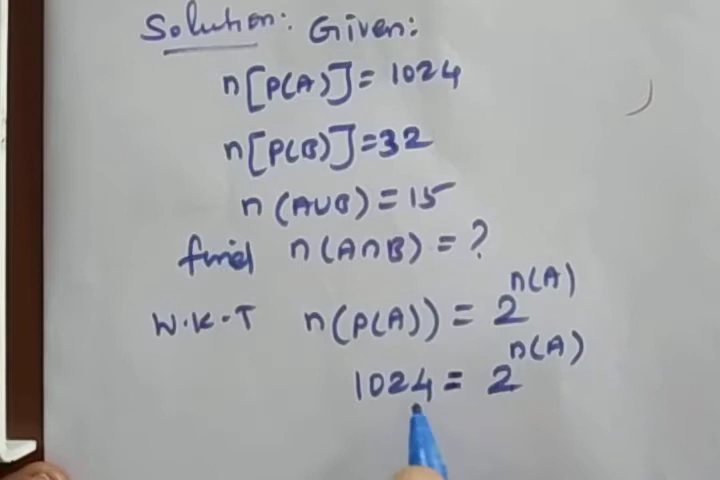 Solution: Given:
n[P(A)] = 1024
n[P(B)] = 32
n(A∪B) = 15
find n(A∩B) = ?
W.K.T n(P(A)) = 2^n(A)
1024 = 2^n(A)